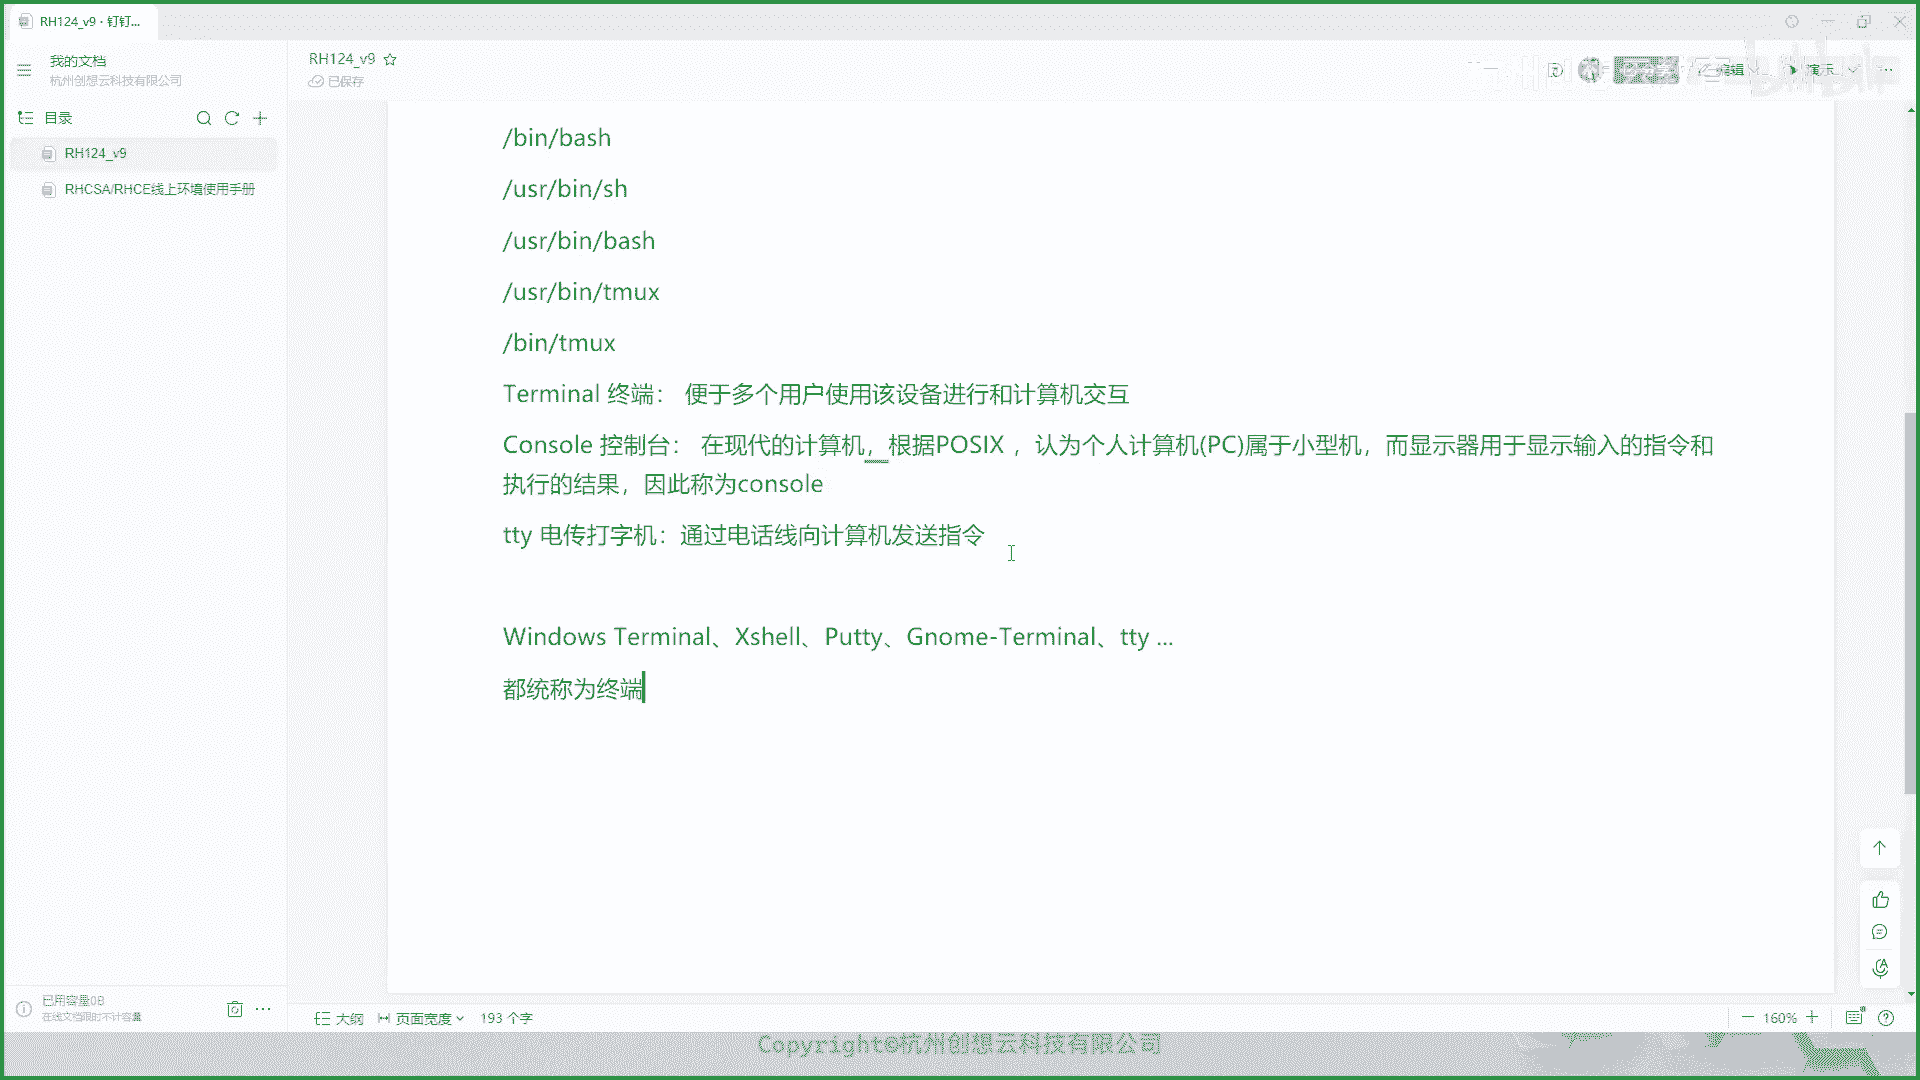 RH124_v9 · 钉钉...
我的文档
杭州创想云科技有限公司
目录
RH124_v9
RHCSA/RHCE线上环境使用手册
RH124_v9
已保存
编辑
演示
/bin/bash
/usr/bin/sh
/usr/bin/bash
/usr/bin/tmux
/bin/tmux
Terminal 终端： 便于多个用户使用该设备进行和计算机交互
Console 控制台： 在现代的计算机，根据POSIX ，认为个人计算机(PC)属于小型机，而显示器用于显示输入的指令和
执行的结果，因此称为console
tty 电传打字机：通过电话线向计算机发送指令
Windows Terminal、Xshell、Putty、Gnome-Terminal、tty ...
都统称为终端
已用容量0B
在线文档限时不计容量
大纲
页面宽度
193 个字
160%
Copyright©杭州创想云科技有限公司